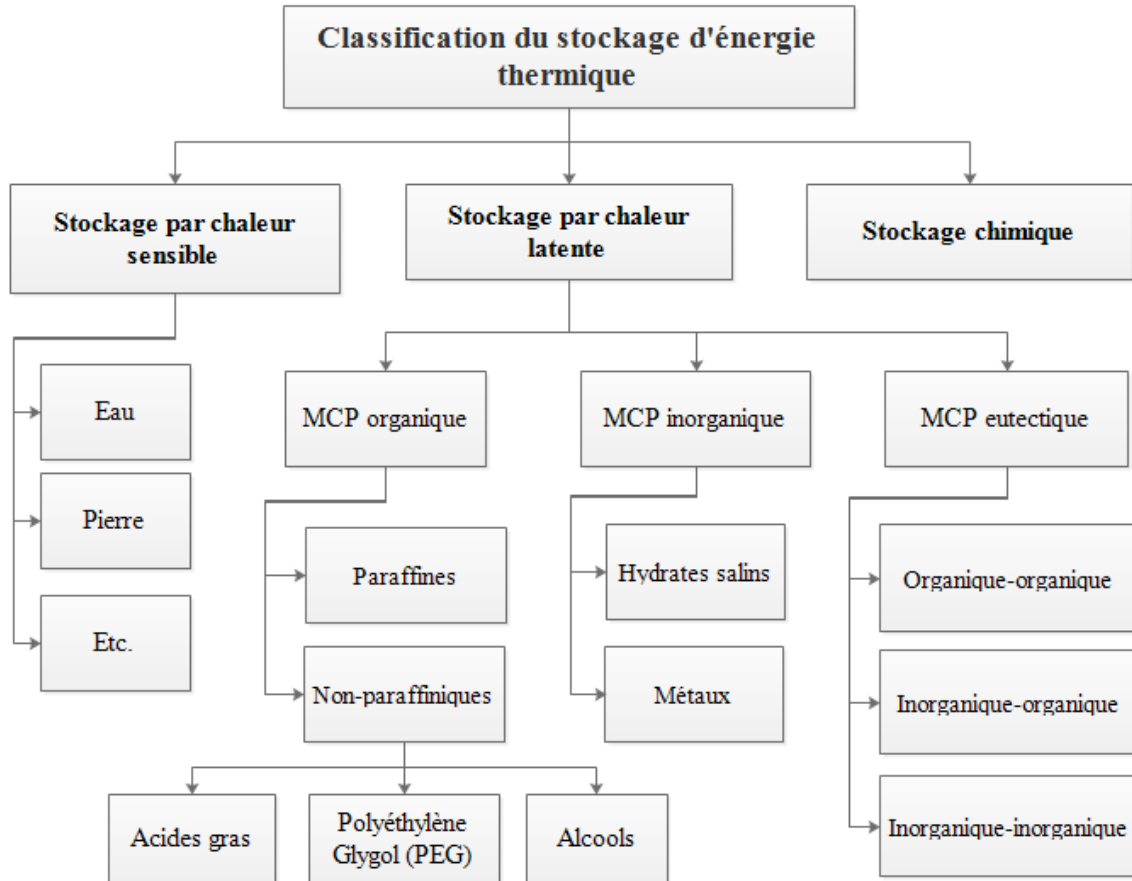 Classification du stockage d'énergie
thermique
Stockage par chaleur
sensible
Stockage par chaleur
latente
Stockage chimique
Eau
Pierre
Etc.
MCP organique
MCP inorganique
MCP eutectique
Paraffines
Non-paraffiniques
Hydrates salins
Métaux
Organique-organique
Inorganique-organique
Inorganique-inorganique
Acides gras
Polyéthylène
Glygol (PEG)
Alcools